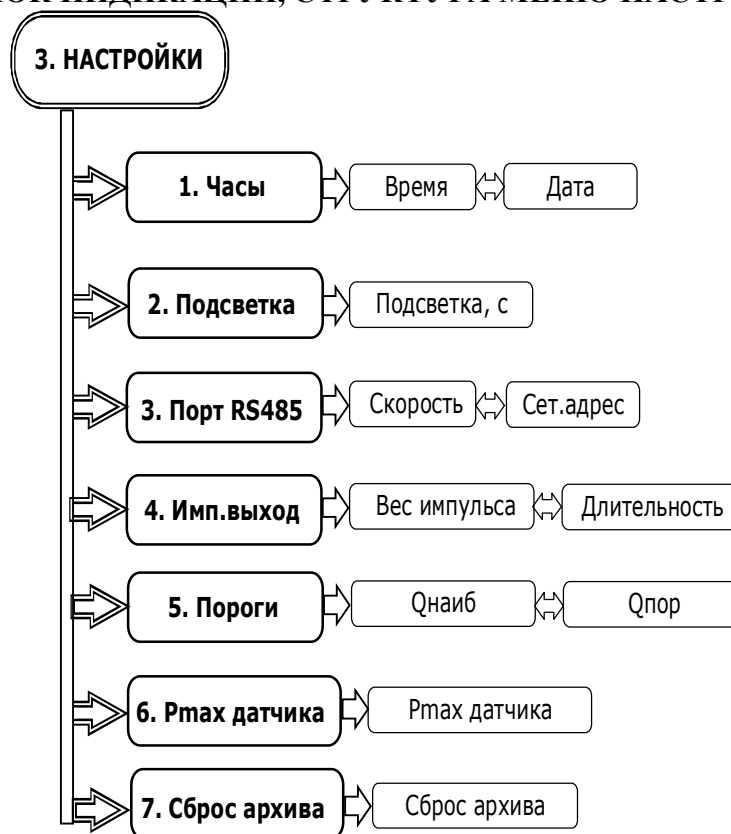 3. НАСТРОЙКИ
1. Часы Время Дата
2. Подсветка Подсветка, с
3. Порт RS485 Скорость Сет.адрес
4. Имп.выход Вес импульса Длительность
5. Пороги Qнаиб Qпор
6. Pmax датчика Pmax датчика
7. Сброс архива Сброс архива